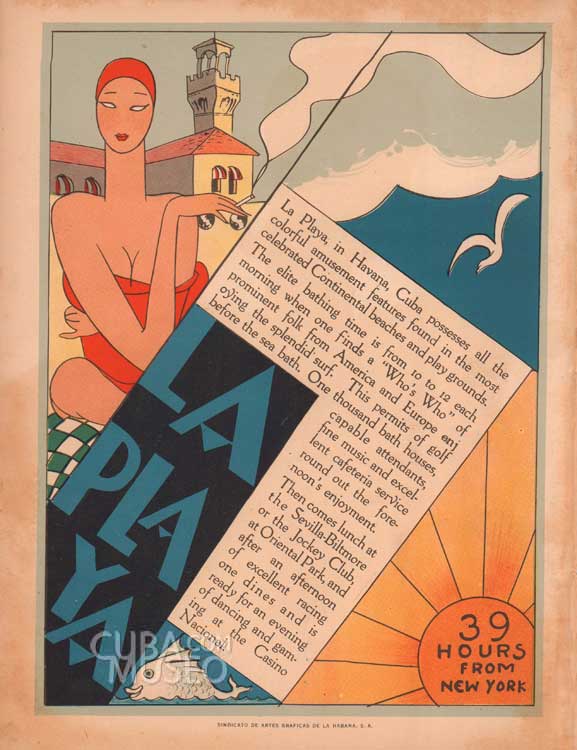 La Playa, in Havana, Cuba possesses all the
colorful amusement features found in the most
celebrated Continental beaches and play grounds.
The elite bathing time is from 10 to 12 each
morning when one finds a "Who's Who" of
prominent folk from America and Europe enj
oying the splendid surf. This permits of golf
before the sea bath. One thousand bath houses,
capable attendants,
fine music and excel-
lent cafeteria service
round out the fore-
noon's enjoyment.
Then comes lunch at
the Sevilla-Biltmore
or the Jockey Club,
at Oriental Park, and
after an afternoon
of excellent racing
one dines and is
ready for an evening
of dancing and gam-
ing at the Casino
Nacional.
LA
PLA
YA
39
HOURS
FROM
NEW YORK
CUBA.COM
MUSEO
SINDICATO DE ARTES GRAFICAS DE LA HABANA, S. A.